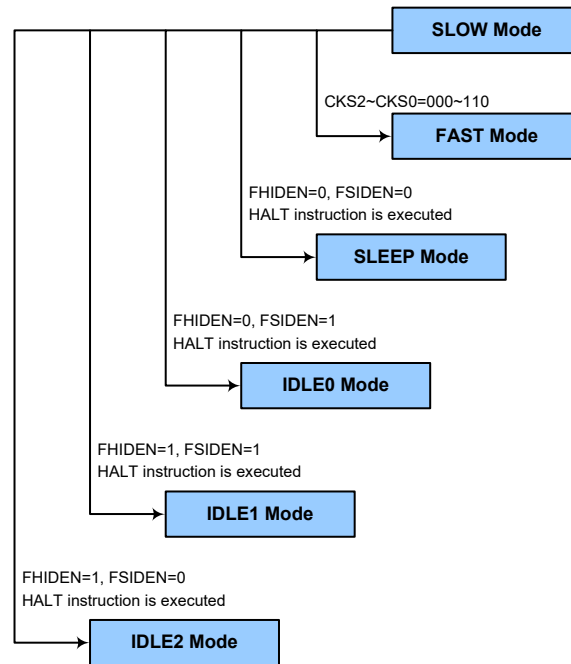 SLOW Mode
CKS2~CKS0=000~110
FAST Mode
FHIDEN=0, FSIDEN=0
HALT instruction is executed
SLEEP Mode
FHIDEN=0, FSIDEN=1
HALT instruction is executed
IDLE0 Mode
FHIDEN=1, FSIDEN=1
HALT instruction is executed
IDLE1 Mode
FHIDEN=1, FSIDEN=0
HALT instruction is executed
IDLE2 Mode